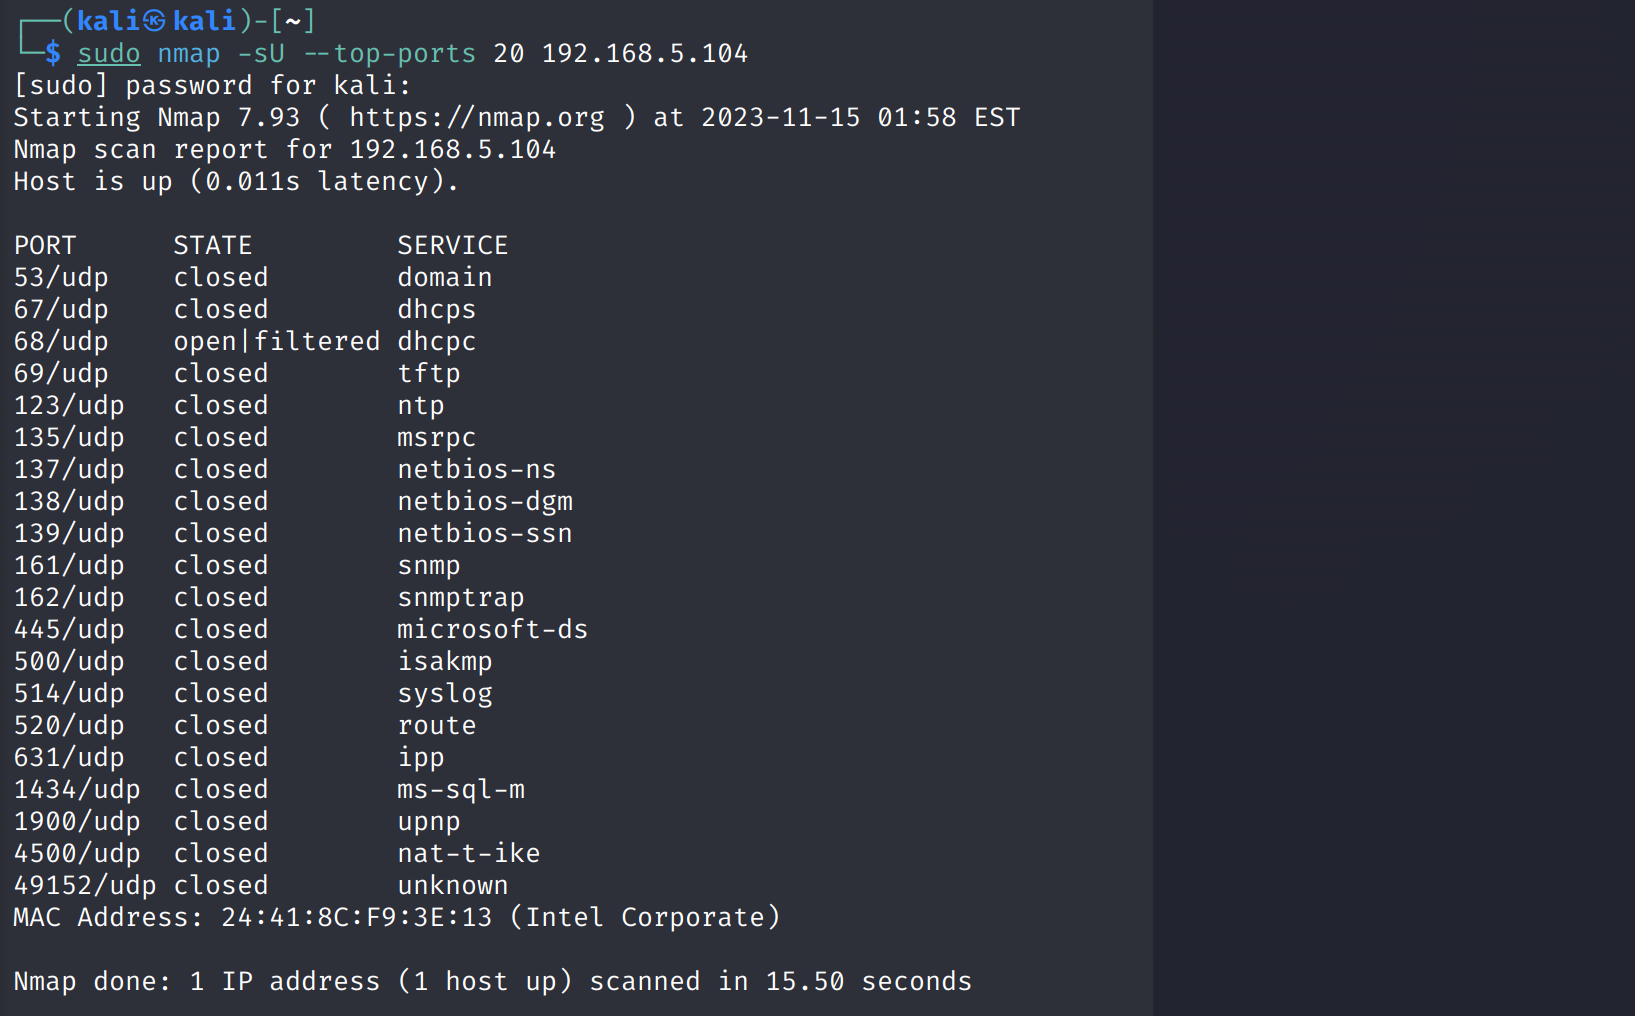 ┌──(kali㉿kali)-[~]
└─$ sudo nmap -sU --top-ports 20 192.168.5.104
[sudo] password for kali:
Starting Nmap 7.93 ( https://nmap.org ) at 2023-11-15 01:58 EST
Nmap scan report for 192.168.5.104
Host is up (0.011s latency).

PORT      STATE         SERVICE
53/udp    closed        domain
67/udp    closed        dhcps
68/udp    open|filtered dhcpc
69/udp    closed        tftp
123/udp   closed        ntp
135/udp   closed        msrpc
137/udp   closed        netbios-ns
138/udp   closed        netbios-dgm
139/udp   closed        netbios-ssn
161/udp   closed        snmp
162/udp   closed        snmptrap
445/udp   closed        microsoft-ds
500/udp   closed        isakmp
514/udp   closed        syslog
520/udp   closed        route
631/udp   closed        ipp
1434/udp  closed        ms-sql-m
1900/udp  closed        upnp
4500/udp  closed        nat-t-ike
49152/udp closed        unknown
MAC Address: 24:41:8C:F9:3E:13 (Intel Corporate)

Nmap done: 1 IP address (1 host up) scanned in 15.50 seconds